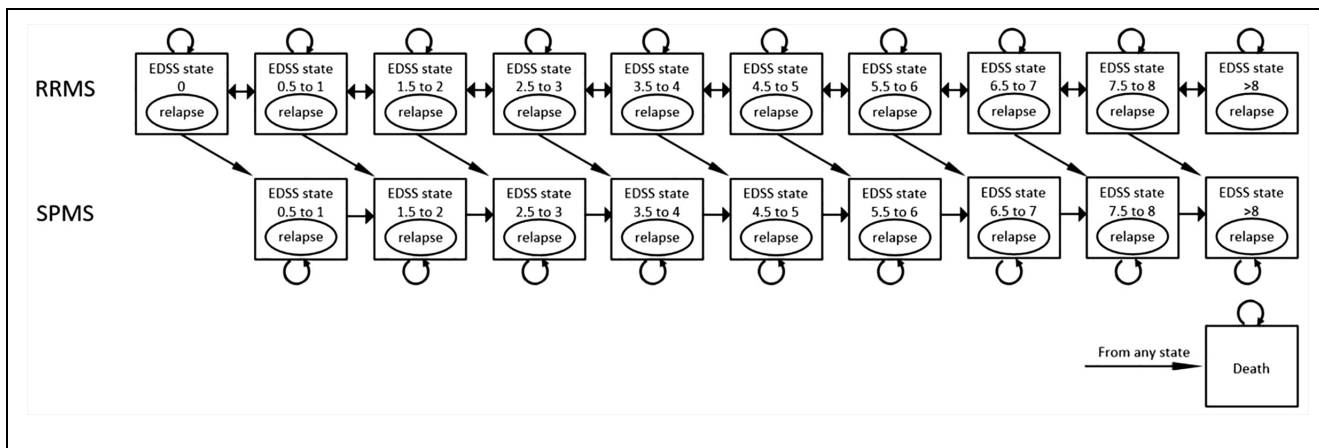 RRMS
EDSS state
0
relapse
EDSS state
0.5 to 1
relapse
EDSS state
1.5 to 2
relapse
EDSS state
2.5 to 3
relapse
EDSS state
3.5 to 4
relapse
EDSS state
4.5 to 5
relapse
EDSS state
5.5 to 6
relapse
EDSS state
6.5 to 7
relapse
EDSS state
7.5 to 8
relapse
EDSS state
>8
relapse
SPMS
EDSS state
0.5 to 1
relapse
EDSS state
1.5 to 2
relapse
EDSS state
2.5 to 3
relapse
EDSS state
3.5 to 4
relapse
EDSS state
4.5 to 5
relapse
EDSS state
5.5 to 6
relapse
EDSS state
6.5 to 7
relapse
EDSS state
7.5 to 8
relapse
EDSS state
>8
relapse
From any state
Death